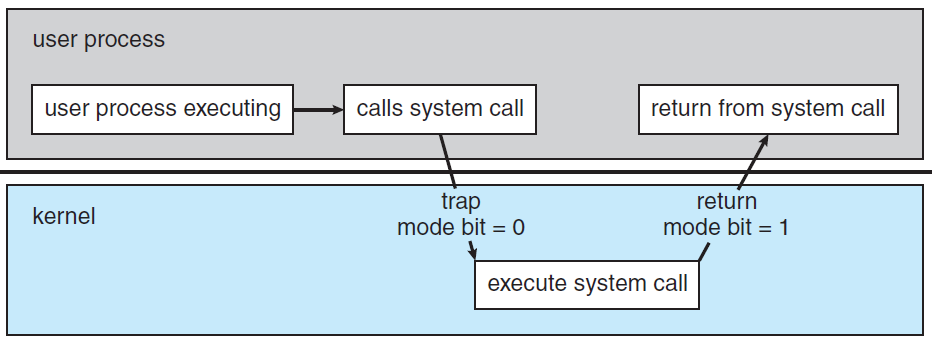 user process
user process executing
calls system call
return from system call
kernel
trap
mode bit = 0
return
mode bit = 1
execute system call